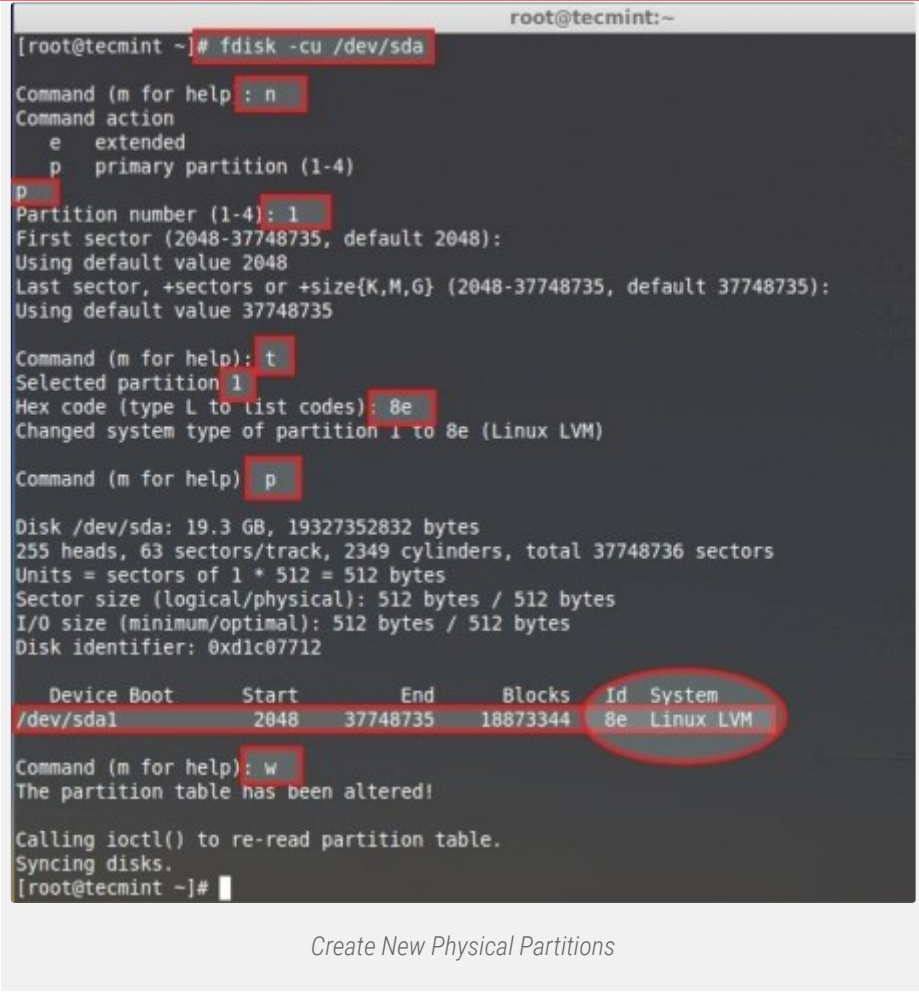 root@tecmint:~
[root@tecmint ~]# fdisk -cu /dev/sda
Command (m for help): n
Command action
e extended
p primary partition (1-4)
p
Partition number (1-4): 1
First sector (2048-37748735, default 2048):
Using default value 2048
Last sector, +sectors or +size{K,M,G} (2048-37748735, default 37748735):
Using default value 37748735
Command (m for help): t
Selected partition 1
Hex code (type L to list codes): 8e
Changed system type of partition 1 to 8e (Linux LVM)
Command (m for help) p
Disk /dev/sda: 19.3 GB, 19327352832 bytes
255 heads, 63 sectors/track, 2349 cylinders, total 37748736 sectors
Units = sectors of 1 * 512 = 512 bytes
Sector size (logical/physical): 512 bytes / 512 bytes
I/O size (minimum/optimal): 512 bytes / 512 bytes
Disk identifier: 0xd1c07712
Device Boot Start End Blocks Id System
/dev/sda1 2048 37748735 18873344 8e Linux LVM
Command (m for help): w
The partition table has been altered!
Calling ioctl() to re-read partition table.
Syncing disks.
[root@tecmint ~]#
Create New Physical Partitions